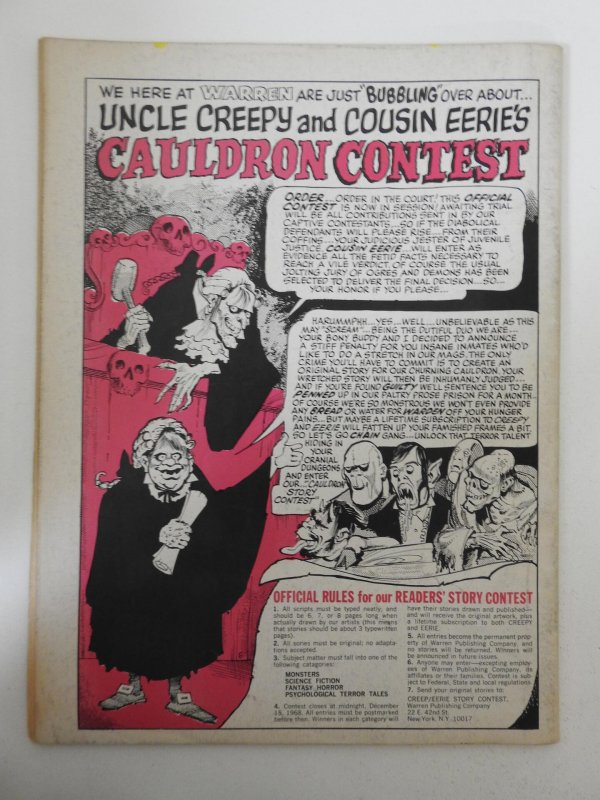 WE HERE AT WARREN ARE JUST "BUBBLING" OVER ABOUT...
UNCLE CREEPY and COUSIN EERIE'S
CAULDRON CONTEST
ORDER... ORDER IN THE COURT! THIS OFFICIAL
CONTEST IS NOW IN SESSION! AWAITING TRIAL
WILL BE ALL CONTRIBUTIONS SENT IN BY OUR
CAPTIVE CONTESTANTS...SO IF THE DIABOLICAL
DEFENDANTS WILL PLEASE RISE... FROM THEIR
COFFINS...YOUR JUDICIOUS JESTER OF JUVENILE
JUSTICE, COUSIN EERIE...WILL ENTER AS
EVIDENCE ALL THE FETID FACTS NECESSARY TO
REACH A VILE VERDICT. OF COURSE THE USUAL
JOLTING JURY OF OGRES AND DEMONS HAS BEEN
SELECTED TO DELIVER THE FINAL DECISION...SO...
YOUR HONOR IF YOU PLEASE...
HARUMMPHH...YES...WELL...UNBELIEVABLE AS THIS
MAY "SCREAM"... BEING THE DUTIFUL DUO WE ARE...
YOUR BONY BUDDY AND I DECIDED TO ANNOUNCE
A STIFF PENALTY FOR YOU INSANE INMATES WHO'D
LIKE TO DO A STRETCH IN OUR MAGS. THE ONLY
CRIME YOU'LL HAVE TO COMMIT IS TO CREATE AN
ORIGINAL STORY FOR OUR CHURNING CAULDRON. YOUR
WRETCHED STORY WILL THEN BE INHUMANLY JUDGED...
AND IF YOU'RE FOUND GUILTY WE'LL SENTENCE YOU TO BE
PENNED UP IN OUR PALTRY PROSE PRISON FOR A MONTH.
OF COURSE WE'RE SO MONSTROUS WE WON'T EVEN PROVIDE
ANY BREAD OR WATER FOR WARDEN OFF YOUR HUNGER
PAINS... BUT MAYBE A LIFETIME SUBSCRIPTION TO CREEPY
AND EERIE WILL FATTEN UP YOUR FAMISHED FRAMES A BIT.
SO LET'S GO CHAIN GANG...UNLOCK THAT TERROR TALENT
HIDING IN
YOUR
CRANIAL
DUNGEONS,
AND ENTER
OUR..."CAULDRON
STORY
CONTEST"
OFFICIAL RULES for our READERS' STORY CONTEST
1. All scripts must be typed neatly, and
should be 6, 7, or 8 pages long when
actually drawn by our artists (this means
that stories should be about 3 typewritten
pages).
2. All sories must be original; no adapta-
tions accepted.
3. Subject matter must fall into one of the
following catagories:
MONSTERS
SCIENCE FICTION
FANTASY HORROR
PSYCHOLOGICAL TERROR TALES
4. Contest closes at midnight, December
15, 1968. All entries must be postmarked
before then. Winners in each category will
have their stories drawn and published—
and will receive the original artwork, plus
a lifetime subscription to both CREEPY
and EERIE.
5. All entries become the permanent prop-
erty of Warren Publishing Company, and
no stories will be returned. Winners will
be announced in future issues.
6. Anyone may enter—excepting employ-
ees of Warren Publishing Company, its
affiliates or their families. Contest is sub-
ject to Federal, State and local regulations.
7. Send your original stories to:
CREEPY/EERIE STORY CONTEST,
Warren Publishing Company
22 E. 42nd St.
New York, N.Y. 10017